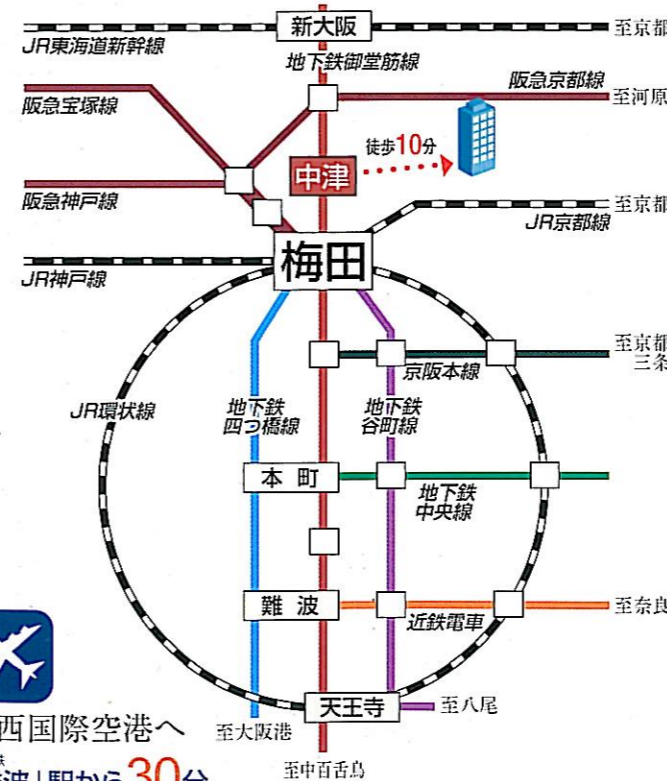 新大阪
至京都
JR東海道新幹線
地下鉄御堂筋線
阪急京都線
阪急宝塚線
至河原
徒歩10分
中津
阪急神戸線
至京都
JR京都線
梅田
JR神戸線
至京都
三条
京阪本線
JR環状線
地下鉄
四つ橋線
地下鉄
谷町線
本町
地下鉄
中央線
難波
至奈良
近鉄電車
天王寺
至八尾
西国際空港へ
至大阪港
波」駅から30分
至中百舌鳥